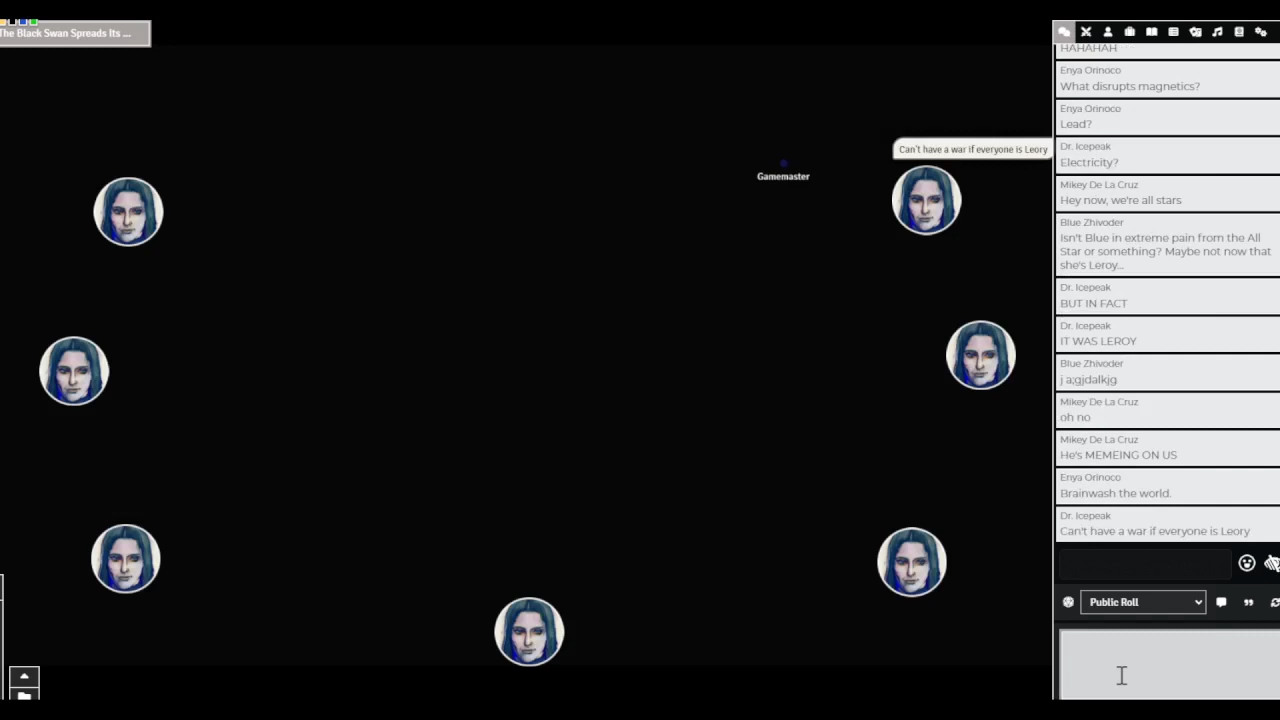 The Black Swan Spreads Its ...
Can't have a war if everyone is Leory
Gamemaster
HAHAHAH
Enya Orinoco
What disrupts magnetics?
Enya Orinoco
Lead?
Dr. Icepeak
Electricity?
Mikey De La Cruz
Hey now, we're all stars
Blue Zhivoder
Isn't Blue in extreme pain from the All
Star or something? Maybe not now that
she's Leroy...
Dr. Icepeak
BUT IN FACT
Dr. Icepeak
IT WAS LEROY
Blue Zhivoder
j a;gjdalkjg
Mikey De La Cruz
oh no
Mikey De La Cruz
He's MEMEING ON US
Enya Orinoco
Brainwash the world.
Dr. Icepeak
Can't have a war if everyone is Leory
Public Roll